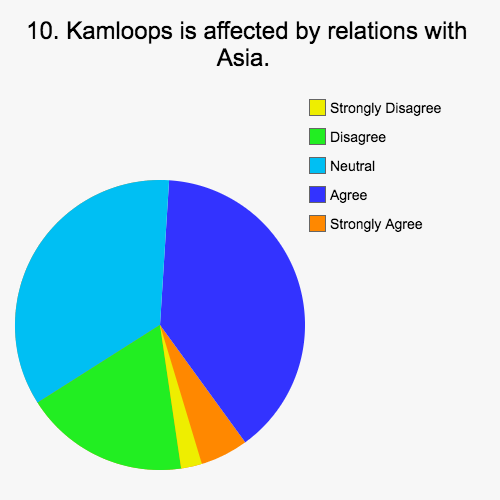 10. Kamloops is affected by relations with
Asia.
Strongly Disagree
Disagree
Neutral
Agree
Strongly Agree